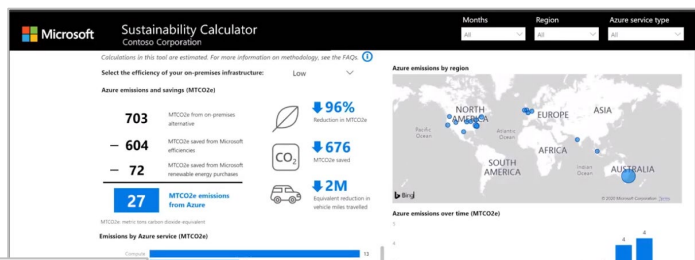 Microsoft
Sustainability Calculator
Contoso Corporation
Months
All
Region
All
Azure service type
All
Calculations in this tool are estimated. For more information on methodology, see the FAQs.
Select the efficiency of your on-premises infrastructure: Low
Azure emissions and savings (MTCO2e)
703 MTCO2e from on-premises alternative
− 604 MTCO2e saved from Microsoft efficiencies
− 72 MTCO2e saved from Microsoft renewable energy purchases
27 MTCO2e emissions from Azure
MTCO2e: metric tons carbon dioxide equivalent
96%
Reduction in MTCO2e
CO2
676
MTCO2e saved
2M
Equivalent reduction in vehicle miles travelled
Emissions by Azure service (MTCO2e)
Compute 13
Azure emissions by region
NORTH AMERICA
EUROPE
ASIA
Pacific Ocean
Atlantic Ocean
AFRICA
SOUTH AMERICA
Indian Ocean
AUSTRALIA
Bing
© 2020 Microsoft Corporation Terms
Azure emissions over time (MTCO2e)
4
4 4